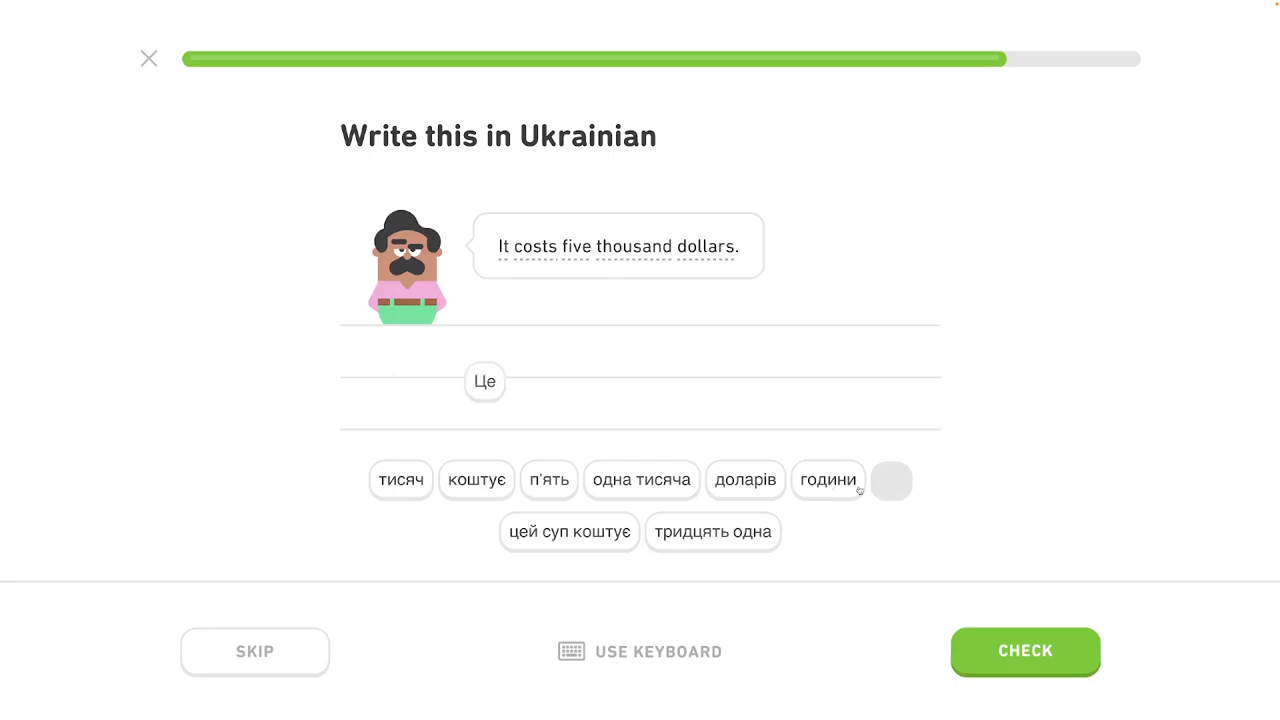 Write this in Ukrainian
It costs five thousand dollars.
Це
тисяч коштує п'ять одна тисяча доларів години
цей суп коштує тридцять одна
SKIP USE KEYBOARD CHECK